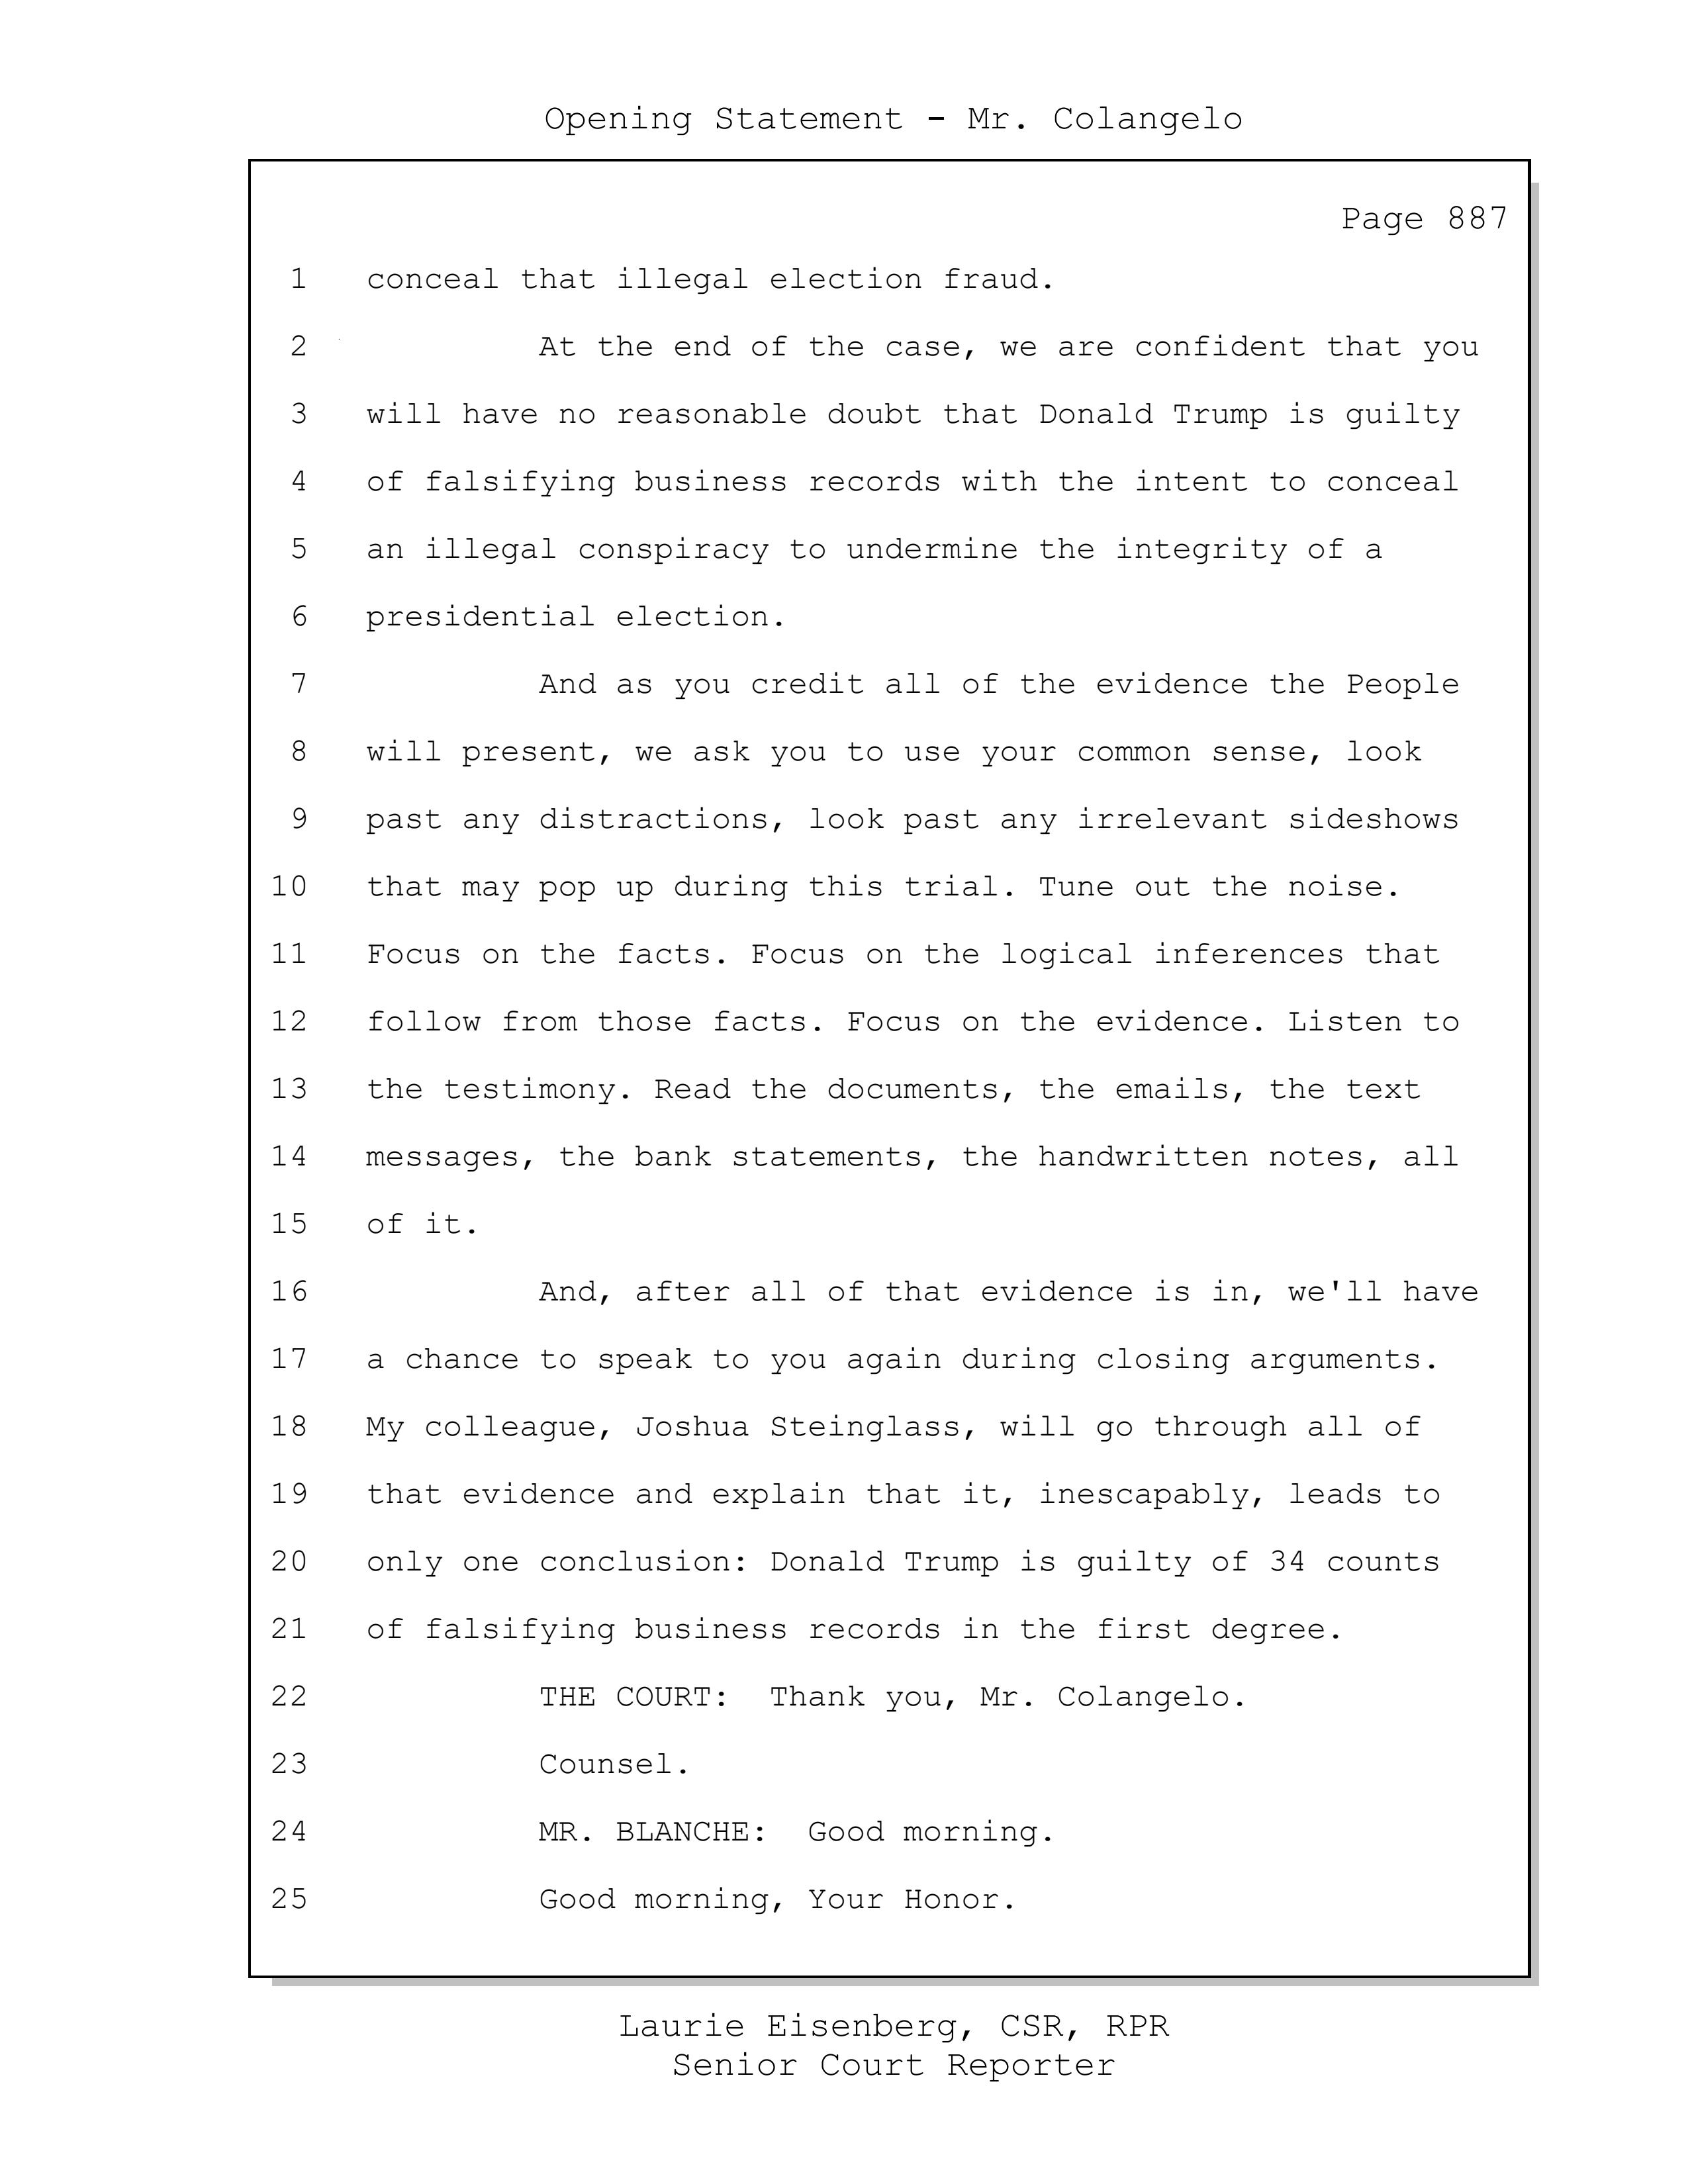 Opening Statement - Mr. Colangelo
Page 887
1 conceal that illegal election fraud.
2 At the end of the case, we are confident that you
3 will have no reasonable doubt that Donald Trump is guilty
4 of falsifying business records with the intent to conceal
5 an illegal conspiracy to undermine the integrity of a
6 presidential election.
7 And as you credit all of the evidence the People
8 will present, we ask you to use your common sense, look
9 past any distractions, look past any irrelevant sideshows
10 that may pop up during this trial. Tune out the noise.
11 Focus on the facts. Focus on the logical inferences that
12 follow from those facts. Focus on the evidence. Listen to
13 the testimony. Read the documents, the emails, the text
14 messages, the bank statements, the handwritten notes, all
15 of it.
16 And, after all of that evidence is in, we'll have
17 a chance to speak to you again during closing arguments.
18 My colleague, Joshua Steinglass, will go through all of
19 that evidence and explain that it, inescapably, leads to
20 only one conclusion: Donald Trump is guilty of 34 counts
21 of falsifying business records in the first degree.
22 THE COURT: Thank you, Mr. Colangelo.
23 Counsel.
24 MR. BLANCHE: Good morning.
25 Good morning, Your Honor.
Laurie Eisenberg, CSR, RPR
Senior Court Reporter